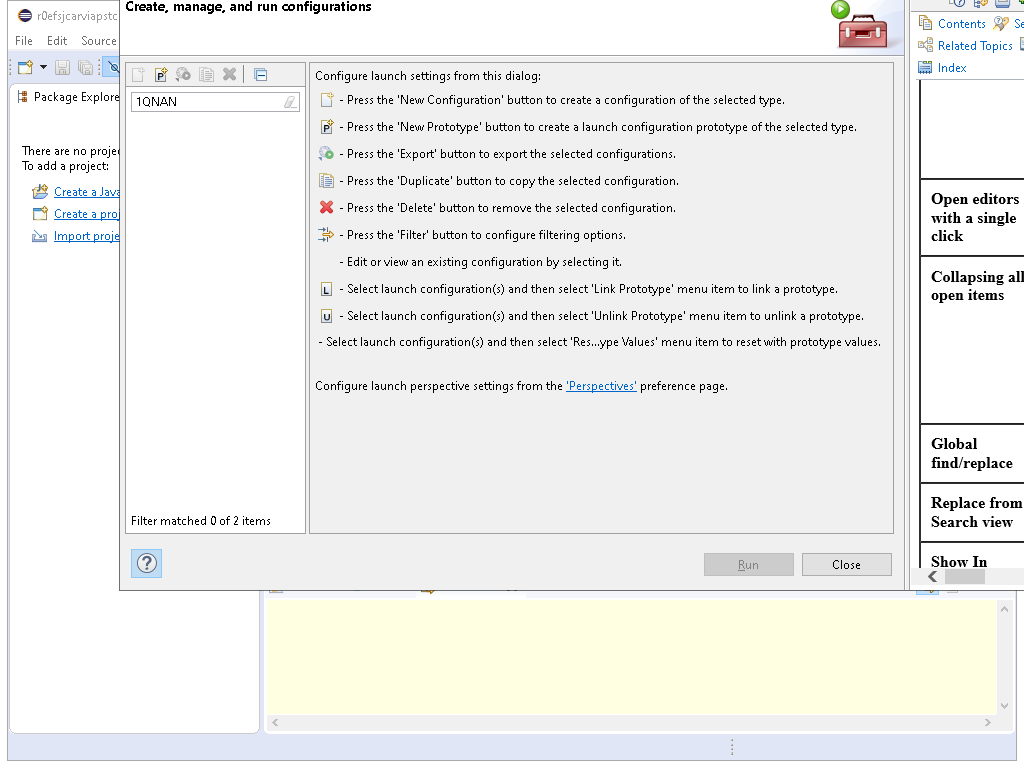 Create, manage, and run configurations
r0efsjcarviapstc
File Edit Source
Package Explore
There are no projec
To add a project:
Create a Java
Create a proj
Import proje
1QNAN
Filter matched 0 of 2 items
Configure launch settings from this dialog:
- Press the 'New Configuration' button to create a configuration of the selected type.
P - Press the 'New Prototype' button to create a launch configuration prototype of the selected type.
- Press the 'Export' button to export the selected configurations.
- Press the 'Duplicate' button to copy the selected configuration.
- Press the 'Delete' button to remove the selected configuration.
- Press the 'Filter' button to configure filtering options.
- Edit or view an existing configuration by selecting it.
L - Select launch configuration(s) and then select 'Link Prototype' menu item to link a prototype.
U - Select launch configuration(s) and then select 'Unlink Prototype' menu item to unlink a prototype.
- Select launch configuration(s) and then select 'Res...ype Values' menu item to reset with prototype values.
Configure launch perspective settings from the 'Perspectives' preference page.
? Run Close
Contents Se
Related Topics
Index
Open editors
with a single
click
Collapsing all
open items
Global
find/replace
Replace from
Search view
Show In